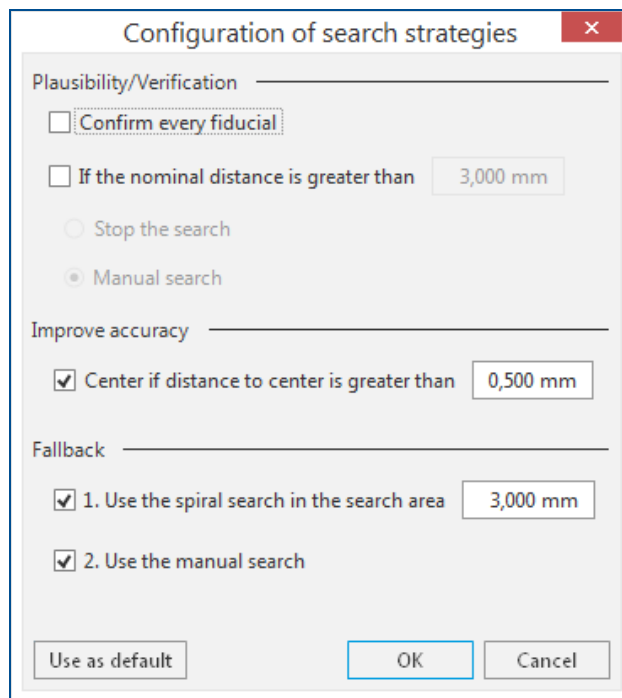 Configuration of search strategies
Plausibility/Verification
Confirm every fiducial
If the nominal distance is greater than 3,000 mm
Stop the search
Manual search
Improve accuracy
Center if distance to center is greater than 0,500 mm
Fallback
1. Use the spiral search in the search area 3,000 mm
2. Use the manual search
Use as default OK Cancel